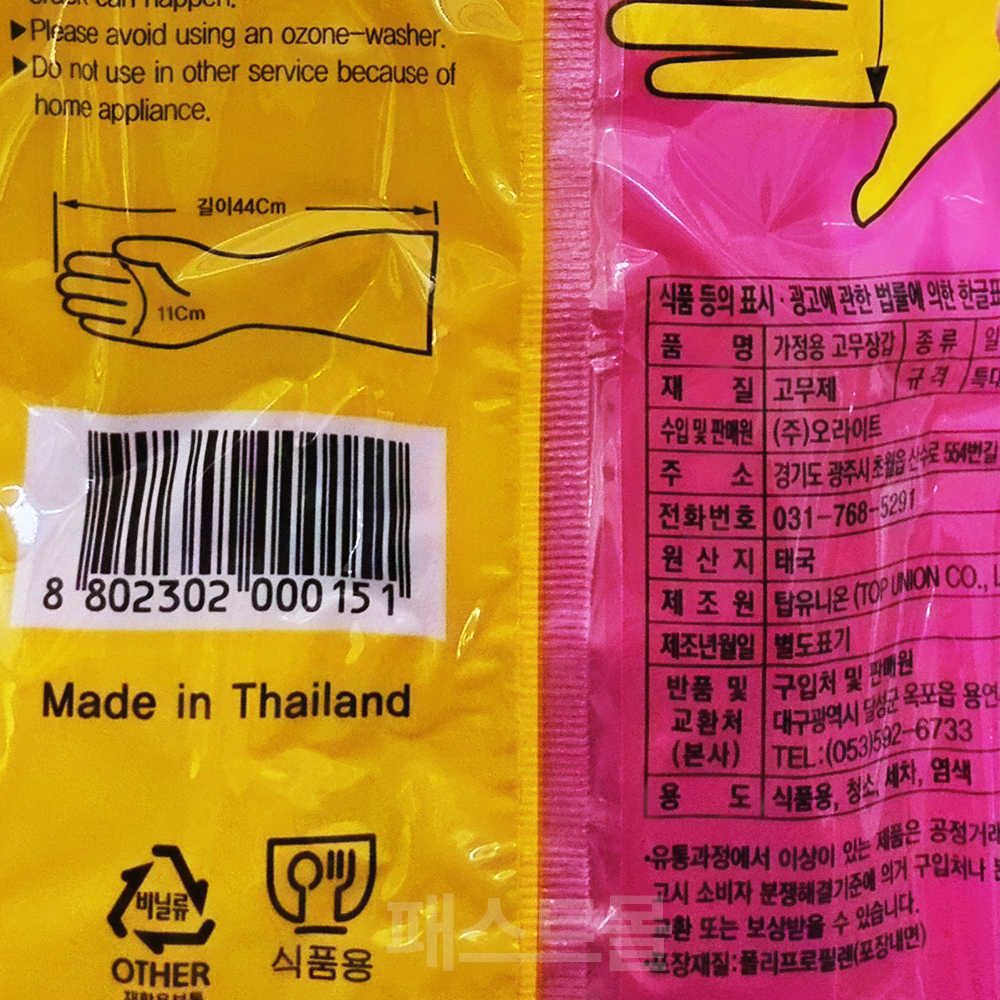 crack can happen.
▶Please avoid using an ozone-washer.
▶Do not use in other service because of
home appliance.
길이44Cm
11Cm
8 802302 000151
Made in Thailand
비닐류
OTHER
식품용
식품 등의 표시·광고에 관한 법률에 의한 한글표
품 명 가정용 고무장갑 종류
재 질 고무제 규격 특대
수입 및 판매원 (주)오라이트
주 소 경기도 광주시 초월읍 산수로 554번길
전화번호 031-768-5291
원 산 지 태국
제 조 원 탑유니온 (TOP UNION CO., L
제조년월일 별도표기
반품 및 교환처 (본사) 구입처 및 판매원
대구광역시 달성군 옥포읍 용연
TEL:(053)592-6733
용 도 식품용, 청소, 세차, 염색
·유통과정에서 이상이 있는 제품은 공정거래
고시 소비자 분쟁해결기준에 의거 구입처나
교환 또는 보상받을 수 있습니다.
·포장재질:폴리프로필렌(포장내면)
패스트몰